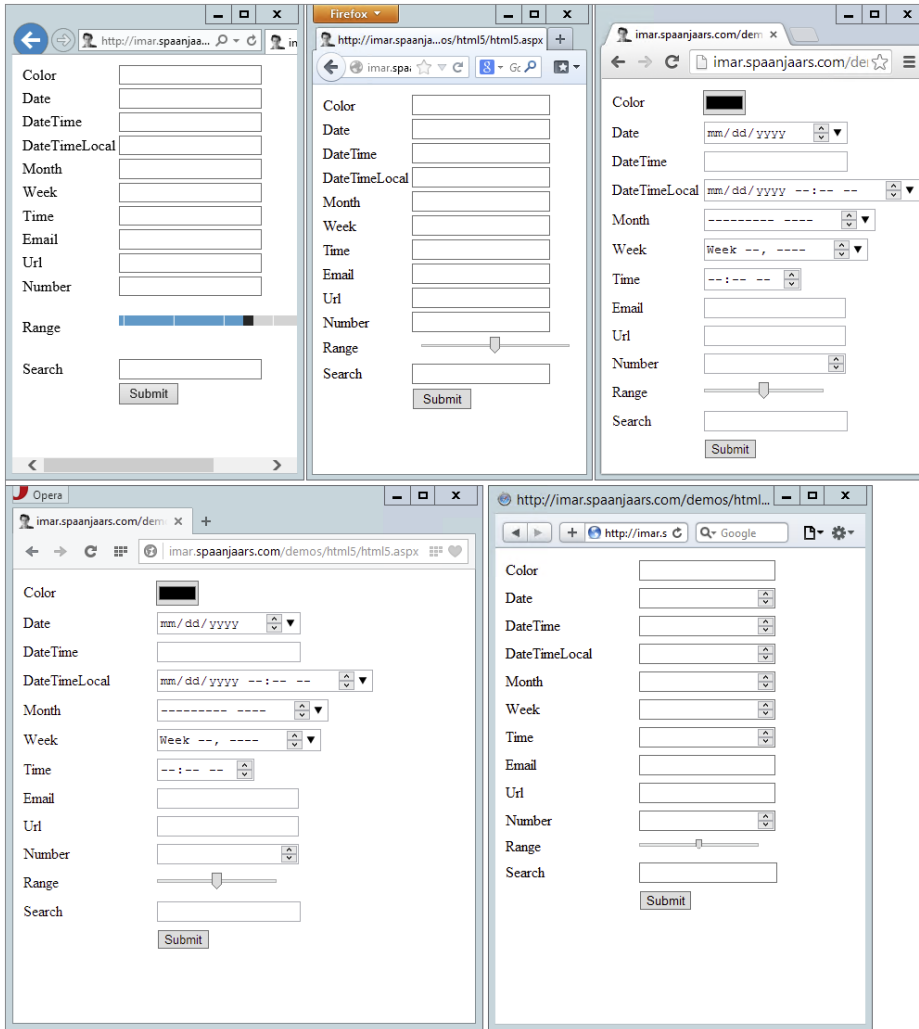 http://imar.spaanjaa...
in
Color
Date
DateTime
DateTimeLocal
Month
Week
Time
Email
Url
Number
Range
Search
Submit
Firefox
http://imar.spaanja...os/html5/html5.aspx
imar.spa
Color
Date
DateTime
DateTimeLocal
Month
Week
Time
Email
Url
Number
Range
Search
Submit
imar.spaanjaars.com/dem
imar.spaanjaars.com/de
Color
Date mm/dd/yyyy
DateTime
DateTimeLocal mm/dd/yyyy --:-- --
Month --------- ----
Week Week --, ----
Time --:-- --
Email
Url
Number
Range
Search
Submit
Opera
imar.spaanjaars.com/dem
imar.spaanjaars.com/demos/html5/html5.aspx
Color
Date mm/dd/yyyy
DateTime
DateTimeLocal mm/dd/yyyy --:-- --
Month --------- ----
Week Week --, ----
Time --:-- --
Email
Url
Number
Range
Search
Submit
http://imar.spaanjaars.com/demos/html...
http://imar.s
Google
Color
Date
DateTime
DateTimeLocal
Month
Week
Time
Email
Url
Number
Range
Search
Submit